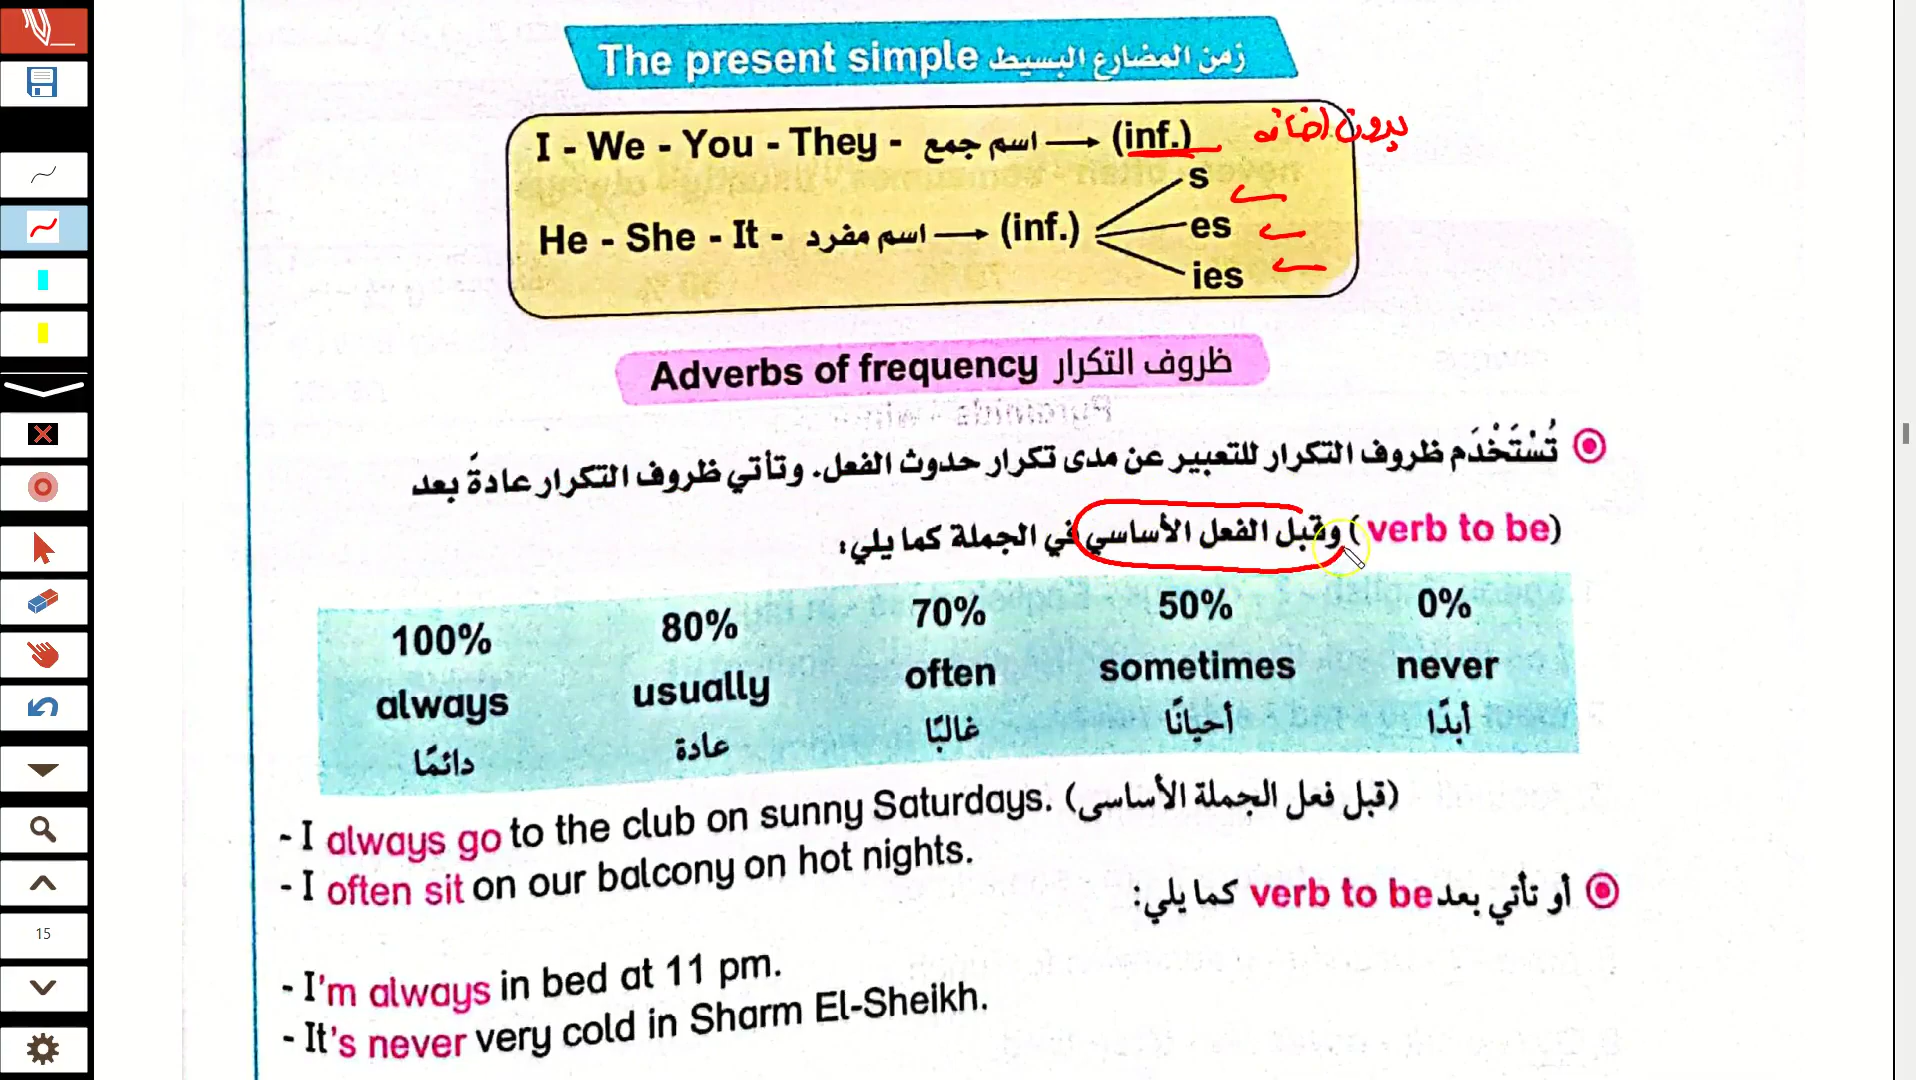 The present simple زمن المضارع البسيط
I - We - You - They - اسم جمع (inf.) بدون اضافه
s
He - She - It - اسم مفرد (inf.) es
ies
Adverbs of frequency ظروف التكرار
تُسْتَخْدَم ظروف التكرار للتعبير عن مدى تكرار حدوث الفعل. وتأتي ظروف التكرار عادةً بعد
(verb to be) وقبل الفعل الأساسي في الجملة كما يلي:
100% 80% 70% 50% 0%
always usually often sometimes never
دائمًا عادة غالبًا أحيانًا أبدًا
- I always go to the club on sunny Saturdays. (قبل فعل الجملة الأساسى)
- I often sit on our balcony on hot nights.
أو تأتي بعد verb to be كما يلي:
- I'm always in bed at 11 pm.
- It's never very cold in Sharm El-Sheikh.
15